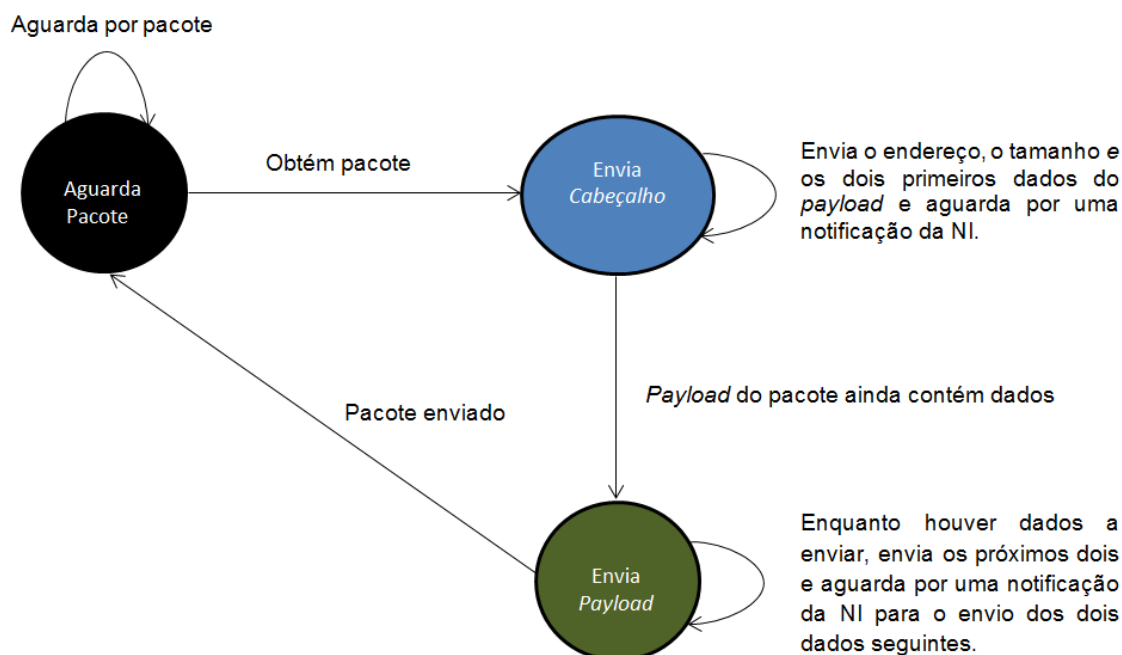 Aguarda por pacote
Aguarda
Pacote
Obtém pacote
Envia
Cabeçalho
Envia o endereço, o tamanho e
os dois primeiros dados do
payload e aguarda por uma
notificação da NI.
Pacote enviado
Payload do pacote ainda contém dados
Envia
Payload
Enquanto houver dados a
enviar, envia os próximos dois
e aguarda por uma notificação
da NI para o envio dos dois
dados seguintes.